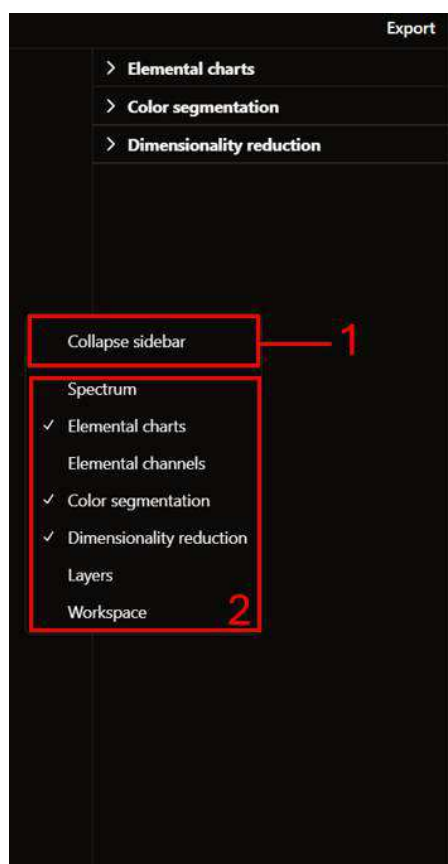 Export
Elemental charts
Color segmentation
Dimensionality reduction
Collapse sidebar
1
Spectrum
Elemental charts
Elemental channels
Color segmentation
Dimensionality reduction
Layers
Workspace
2